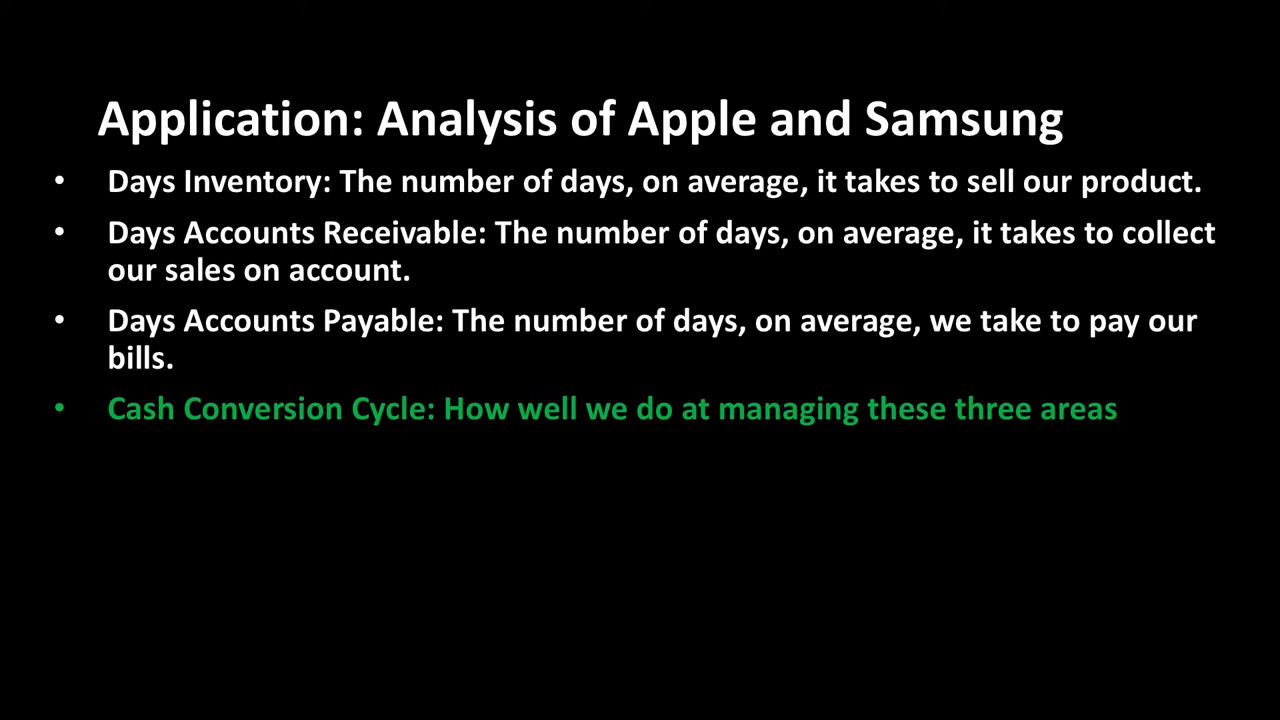 Application: Analysis of Apple and Samsung
• Days Inventory: The number of days, on average, it takes to sell our product.
• Days Accounts Receivable: The number of days, on average, it takes to collect
our sales on account.
• Days Accounts Payable: The number of days, on average, we take to pay our
bills.
• Cash Conversion Cycle: How well we do at managing these three areas